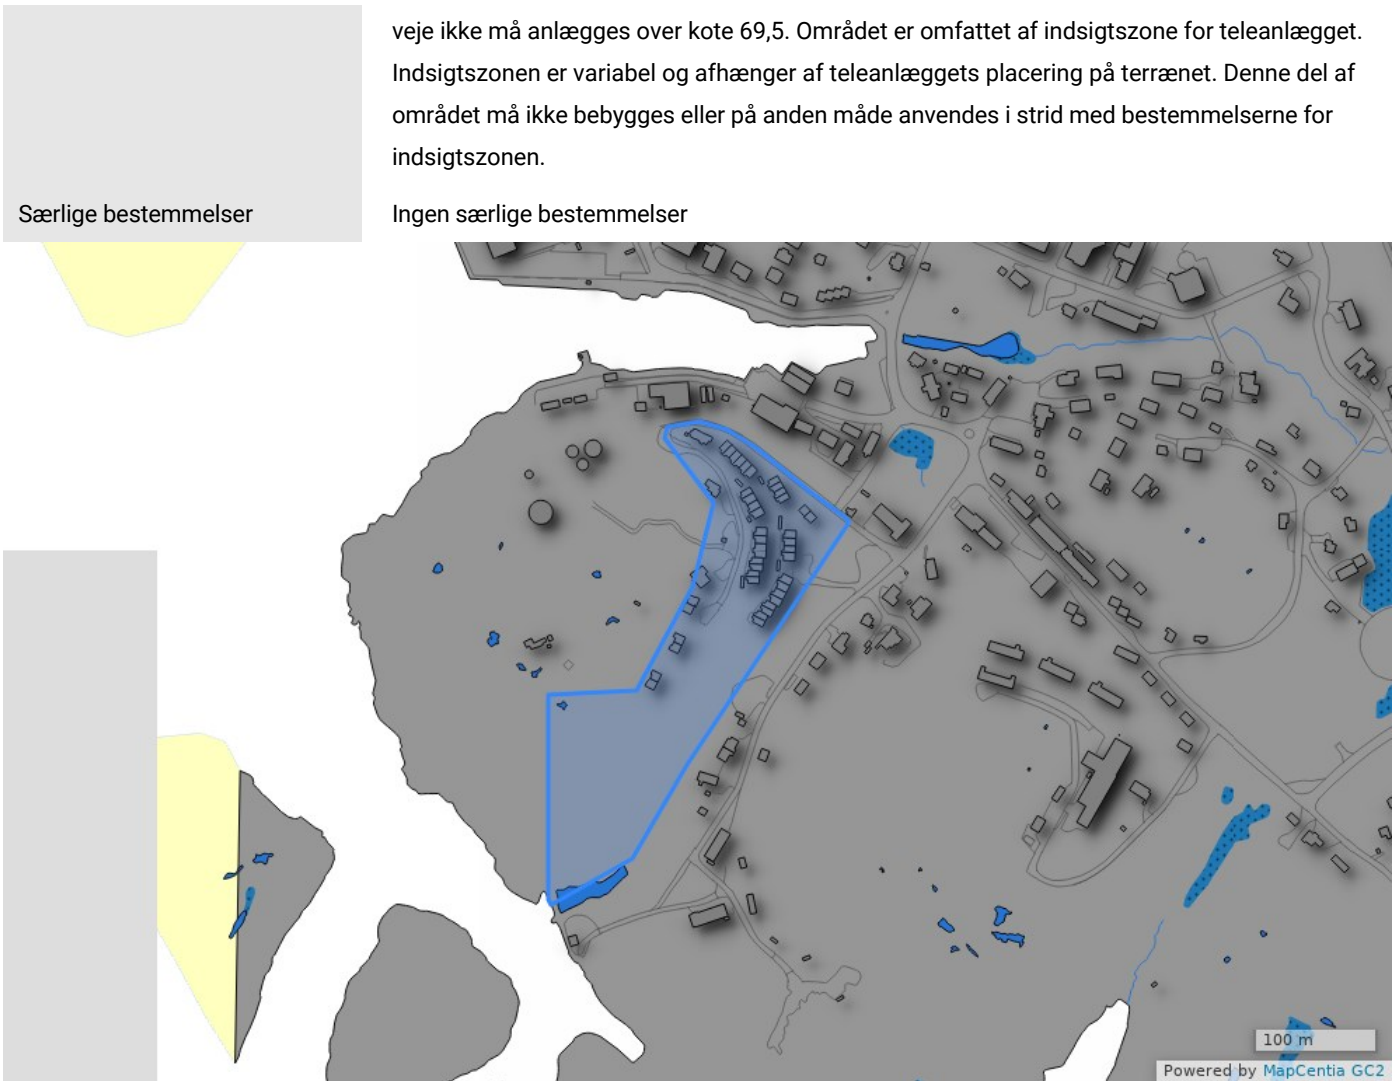 veje ikke må anlægges over kote 69,5. Området er omfattet af indsigtszone for teleanlægget.
Indsigtszonen er variabel og afhænger af teleanlæggets placering på terrænet. Denne del af
området må ikke bebygges eller på anden måde anvendes i strid med bestemmelserne for
indsigtszonen.
Særlige bestemmelser
Ingen særlige bestemmelser
100 m
Powered by MapCentia GC2